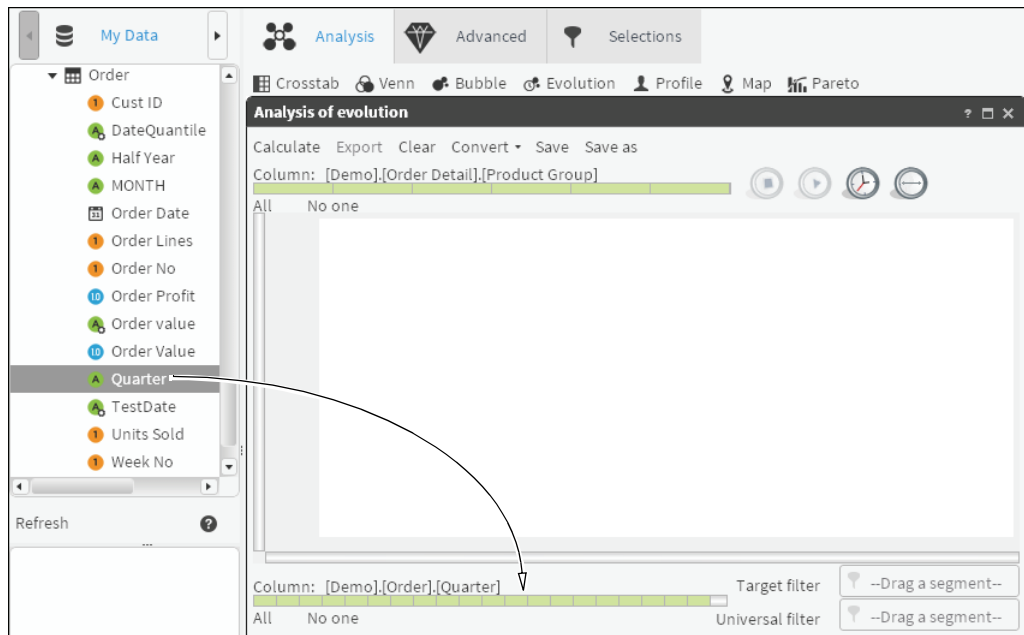 My Data
Analysis
Advanced
Selections
Order
Cust ID
DateQuantile
Half Year
MONTH
Order Date
Order Lines
Order No
Order Profit
Order value
Order Value
Quarter
TestDate
Units Sold
Week No
Refresh
Crosstab Venn Bubble Evolution Profile Map Pareto
Analysis of evolution
Calculate Export Clear Convert Save Save as
Column: [Demo].[Order Detail].[Product Group]
All No one
Column: [Demo].[Order].[Quarter]
All No one
Target filter --Drag a segment--
Universal filter --Drag a segment--